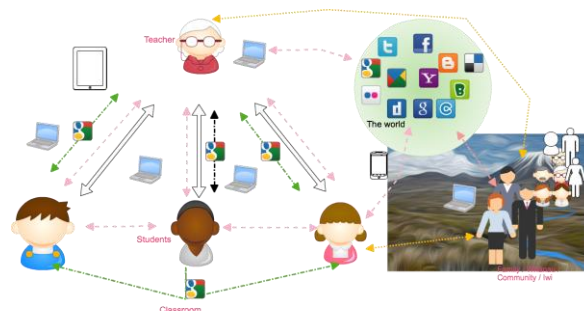 Teacher
The world
Students
Community / Iwi
Classroom